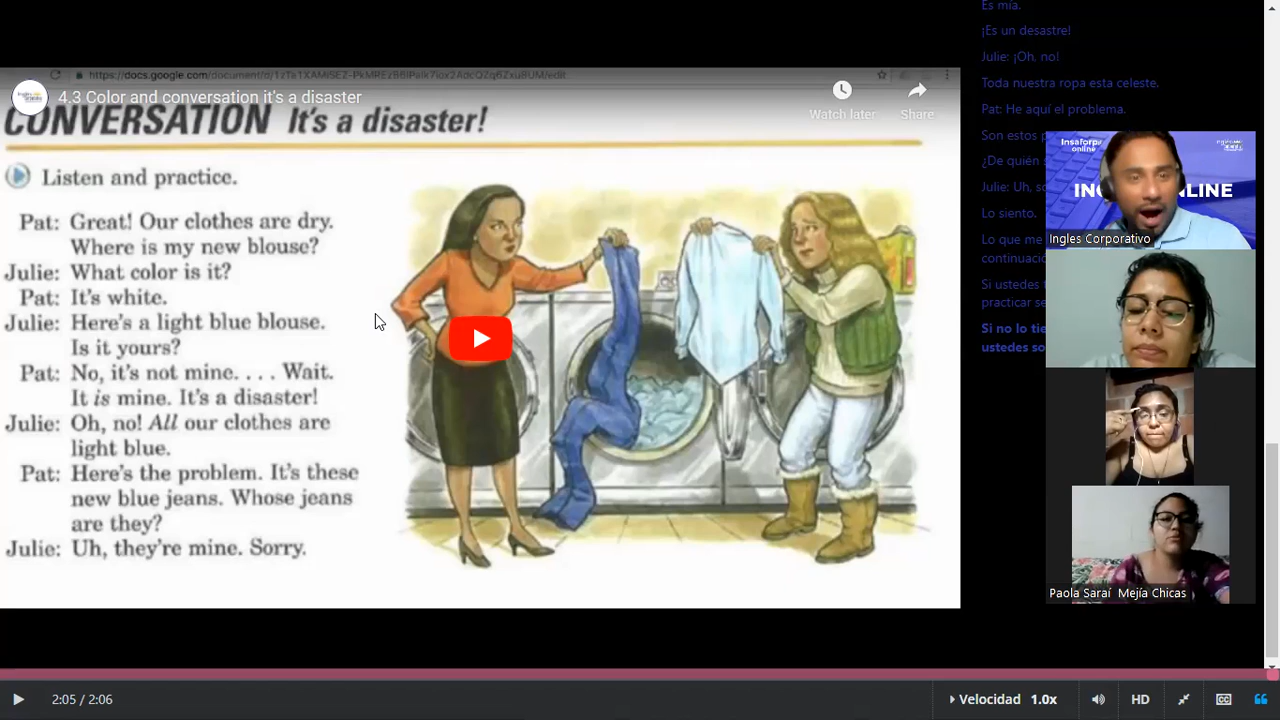 Es mía.
¡Es un desastre!
Julie: ¡Oh, no!
Toda nuestra ropa esta celeste.
Pat: He aquí el problema.
Son estos
¿De quién
Julie: Uh,
Lo siento.
Lo que me
continuación
Si ustedes
practicar
Si no lo
ustedes
4.3 Color and conversation it's a disaster
Watch later
Share
CONVERSATION It's a disaster!
Listen and practice.
Pat: Great! Our clothes are dry.
Where is my new blouse?
Julie: What color is it?
Pat: It's white.
Julie: Here's a light blue blouse.
Is it yours?
Pat: No, it's not mine. . . . Wait.
It is mine. It's a disaster!
Julie: Oh, no! All our clothes are
light blue.
Pat: Here's the problem. It's these
new blue jeans. Whose jeans
are they?
Julie: Uh, they're mine. Sorry.
Insaforp
online
Ingles Corporativo
Paola Saraí Mejía Chicas
2:05 / 2:06
Velocidad 1.0x
HD
CC